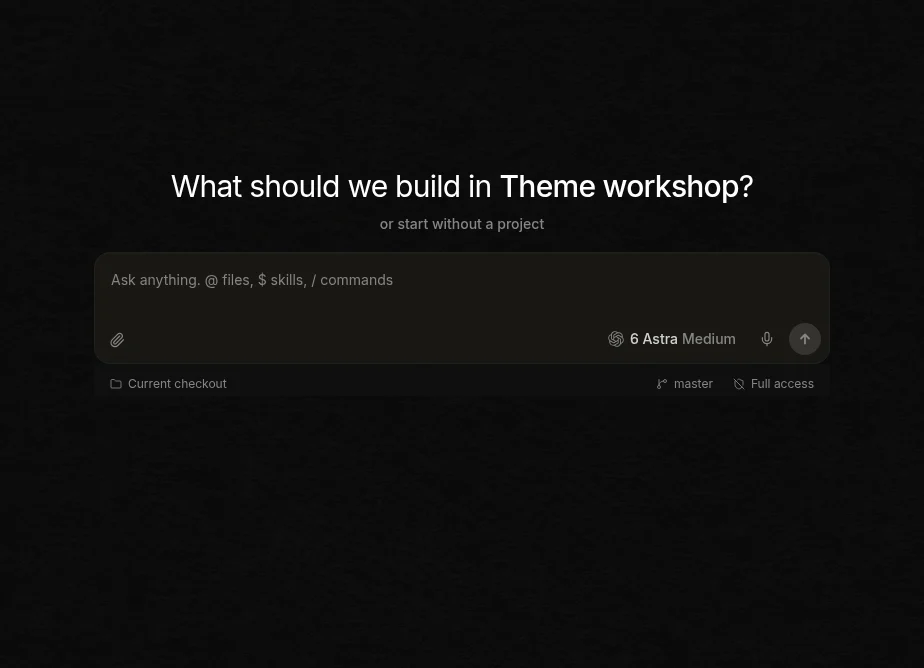 What should we build in Theme workshop?
or start without a project
Ask anything. @ files, $ skills, / commands
6 Astra Medium
Current checkout
master
Full access